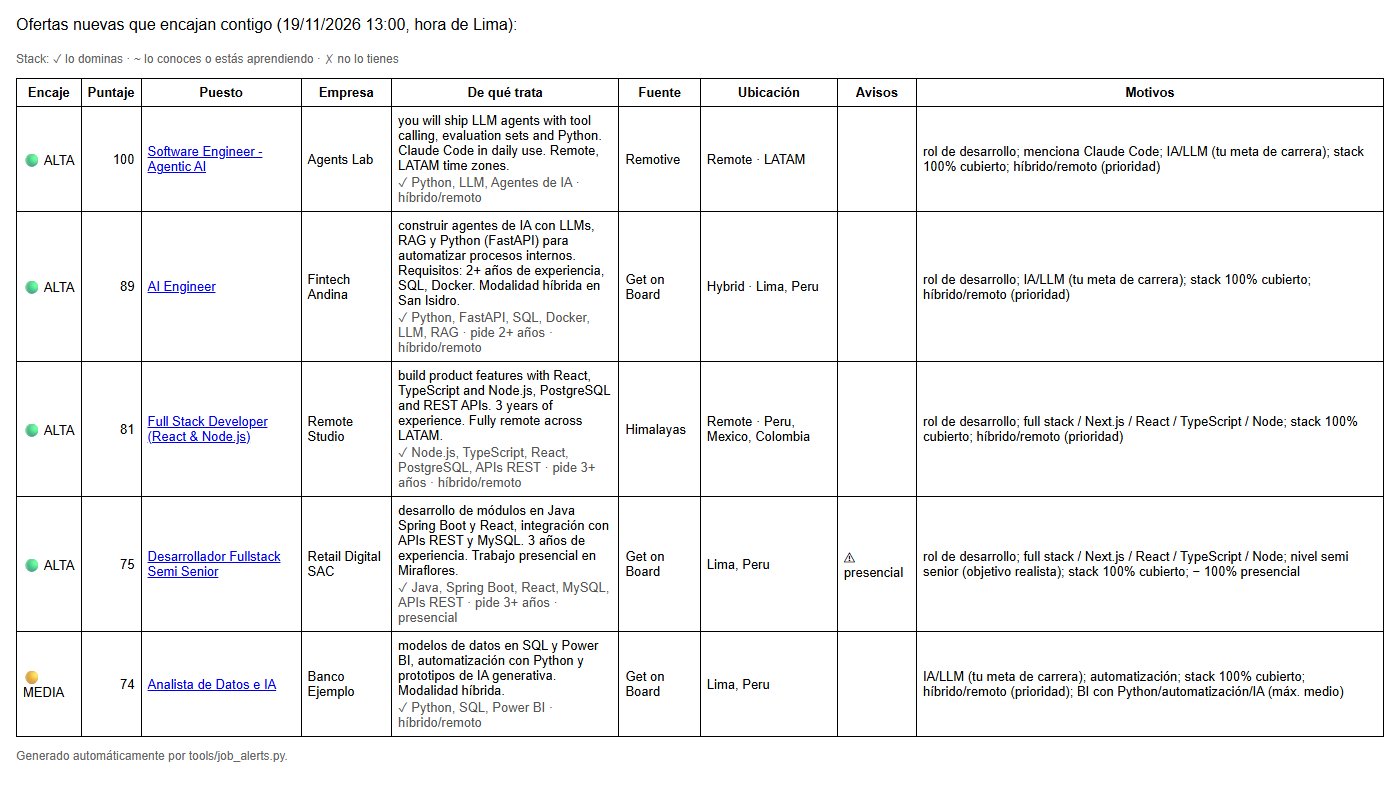 Ofertas nuevas que encajan contigo (19/11/2026 13:00, hora de Lima):
Stack: ✓ lo dominas · ~ lo conoces o estás aprendiendo · ✗ no lo tienes
Encaje Puntaje Puesto Empresa De qué trata Fuente Ubicación Avisos Motivos
ALTA
100
Software Engineer -
Agentic AI
Agents Lab
you will ship LLM agents with tool
calling, evaluation sets and Python.
Claude Code in daily use. Remote,
LATAM time zones.
✓ Python, LLM, Agentes de IA ·
híbrido/remoto
Remotive
Remote · LATAM
rol de desarrollo; menciona Claude Code; IA/LLM (tu meta de carrera); stack
100% cubierto; híbrido/remoto (prioridad)
ALTA
89
AI Engineer
Fintech
Andina
construir agentes de IA con LLMs,
RAG y Python (FastAPI) para
automatizar procesos internos.
Requisitos: 2+ años de experiencia,
SQL, Docker. Modalidad híbrida en
San Isidro.
✓ Python, FastAPI, SQL, Docker,
LLM, RAG · pide 2+ años ·
híbrido/remoto
Get on
Board
Hybrid · Lima, Peru
rol de desarrollo; IA/LLM (tu meta de carrera); stack 100% cubierto;
híbrido/remoto (prioridad)
ALTA
81
Full Stack Developer
(React & Node.js)
Remote
Studio
build product features with React,
TypeScript and Node.js, PostgreSQL
and REST APIs. 3 years of
experience. Fully remote across
LATAM.
✓ Node.js, TypeScript, React,
PostgreSQL, APIs REST · pide 3+
años · híbrido/remoto
Himalayas
Remote · Peru,
Mexico, Colombia
rol de desarrollo; full stack / Next.js / React / TypeScript / Node; stack 100%
cubierto; híbrido/remoto (prioridad)
ALTA
75
Desarrollador Fullstack
Semi Senior
Retail Digital
SAC
desarrollo de módulos en Java
Spring Boot y React, integración con
APIs REST y MySQL. 3 años de
experiencia. Trabajo presencial en
Miraflores.
✓ Java, Spring Boot, React, MySQL,
APIs REST · pide 3+ años ·
presencial
Get on
Board
Lima, Peru
⚠
presencial
rol de desarrollo; full stack / Next.js / React / TypeScript / Node; nivel semi
senior (objetivo realista); stack 100% cubierto; − 100% presencial
MEDIA
74
Analista de Datos e IA
Banco
Ejemplo
modelos de datos en SQL y Power
BI, automatización con Python y
prototipos de IA generativa.
Modalidad híbrida.
✓ Python, SQL, Power BI ·
híbrido/remoto
Get on
Board
Lima, Peru
IA/LLM (tu meta de carrera); automatización; stack 100% cubierto;
híbrido/remoto (prioridad); BI con Python/automatización/IA (máx. medio)
Generado automáticamente por tools/job_alerts.py.